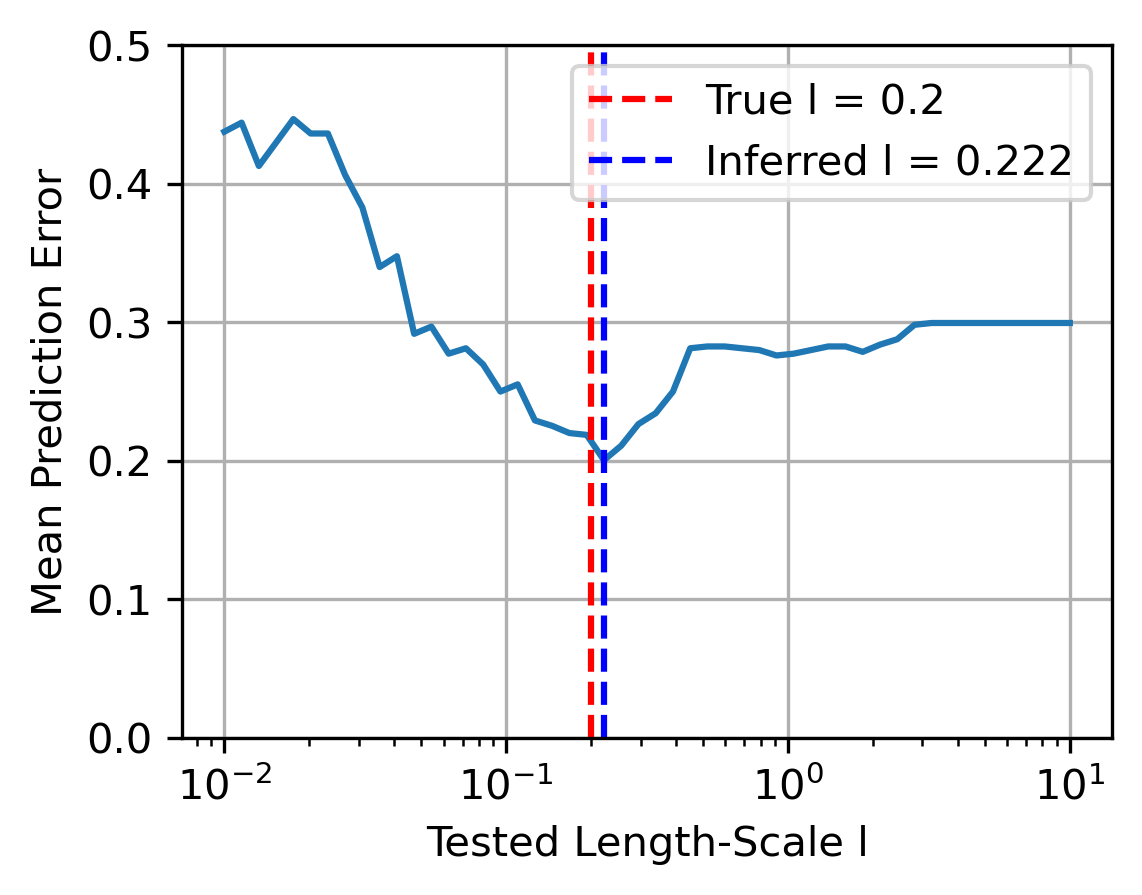 0.5
0.4
0.3
0.2
0.1
0.0
Mean Prediction Error
True l = 0.2
Inferred l = 0.222
10⁻² 10⁻¹ 10⁰ 10¹
Tested Length-Scale l